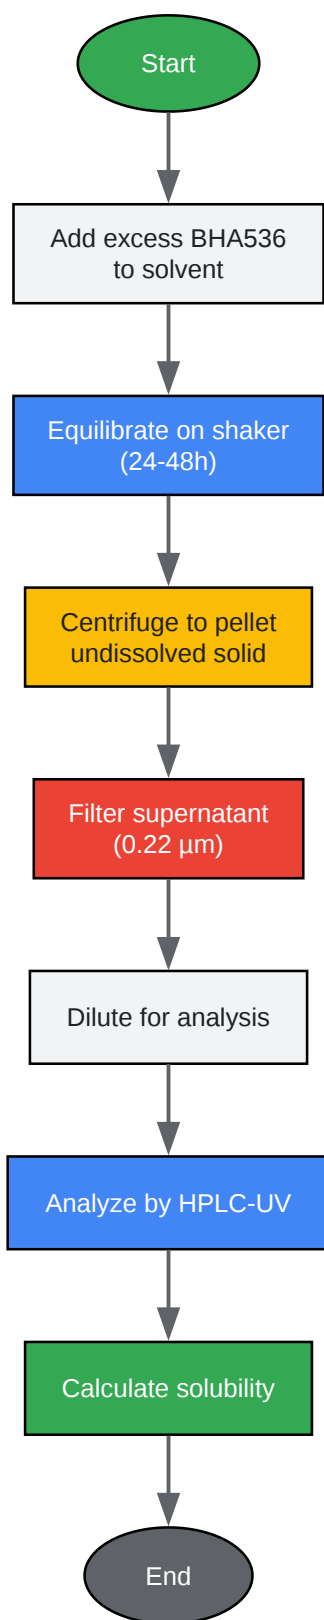 Start
Add excess BHA536
to solvent
Equilibrate on shaker
(24-48h)
Centrifuge to pellet
undissolved solid
Filter supernatant
(0.22 µm)
Dilute for analysis
Analyze by HPLC-UV
Calculate solubility
End